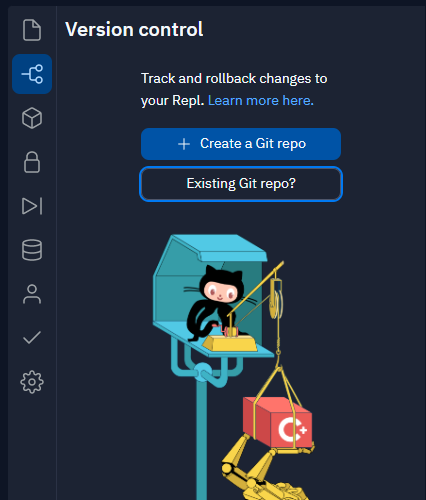 Version control
Track and rollback changes to
your Repl. Learn more here.
+ Create a Git repo
Existing Git repo?
C+